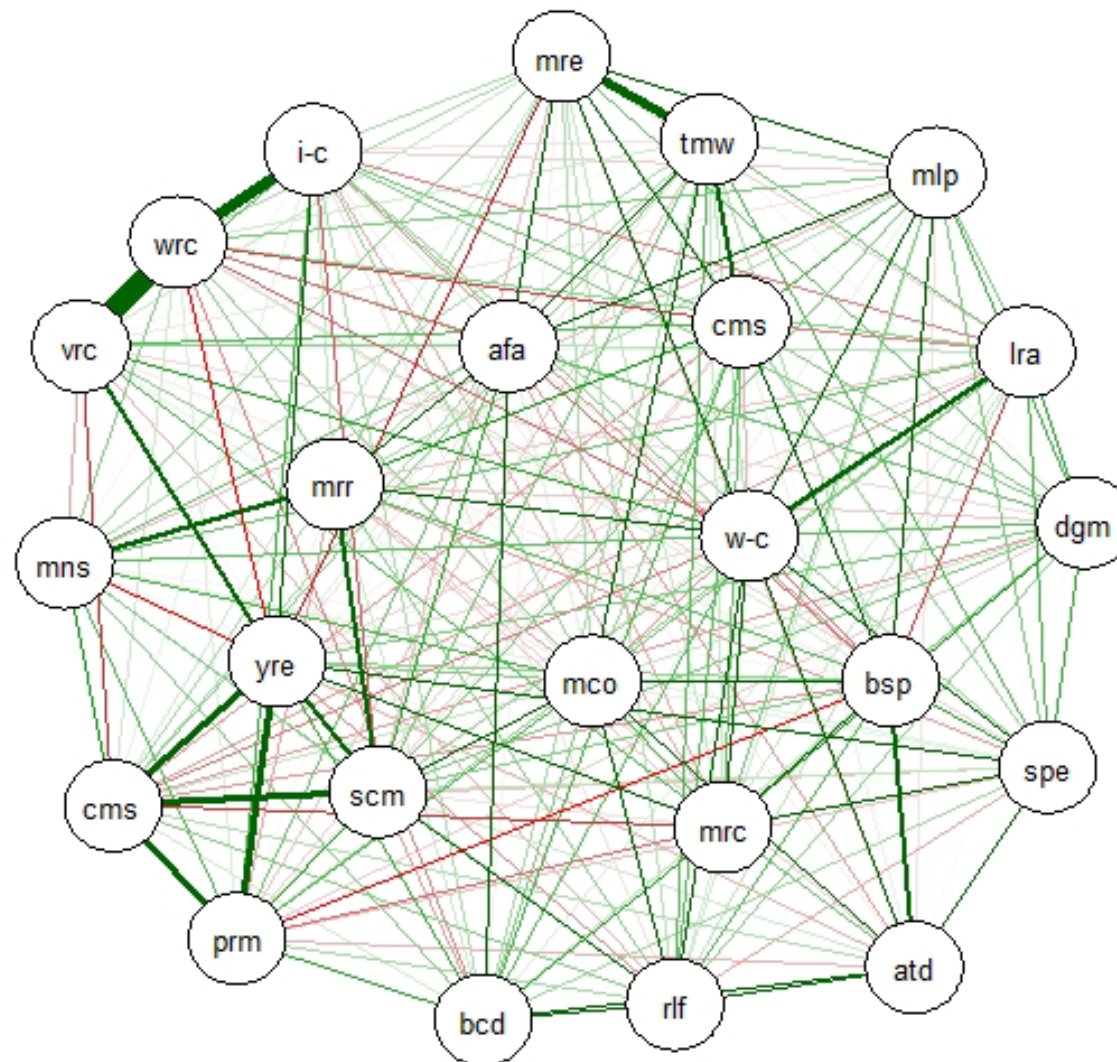 mre
tmw
i-c
mlp
wrc
cms
vrc
afa
lra
mrr
dgm
w-c
mns
yre
mco
bsp
spe
scm
cms
mrc
prm
atd
rlf
bcd